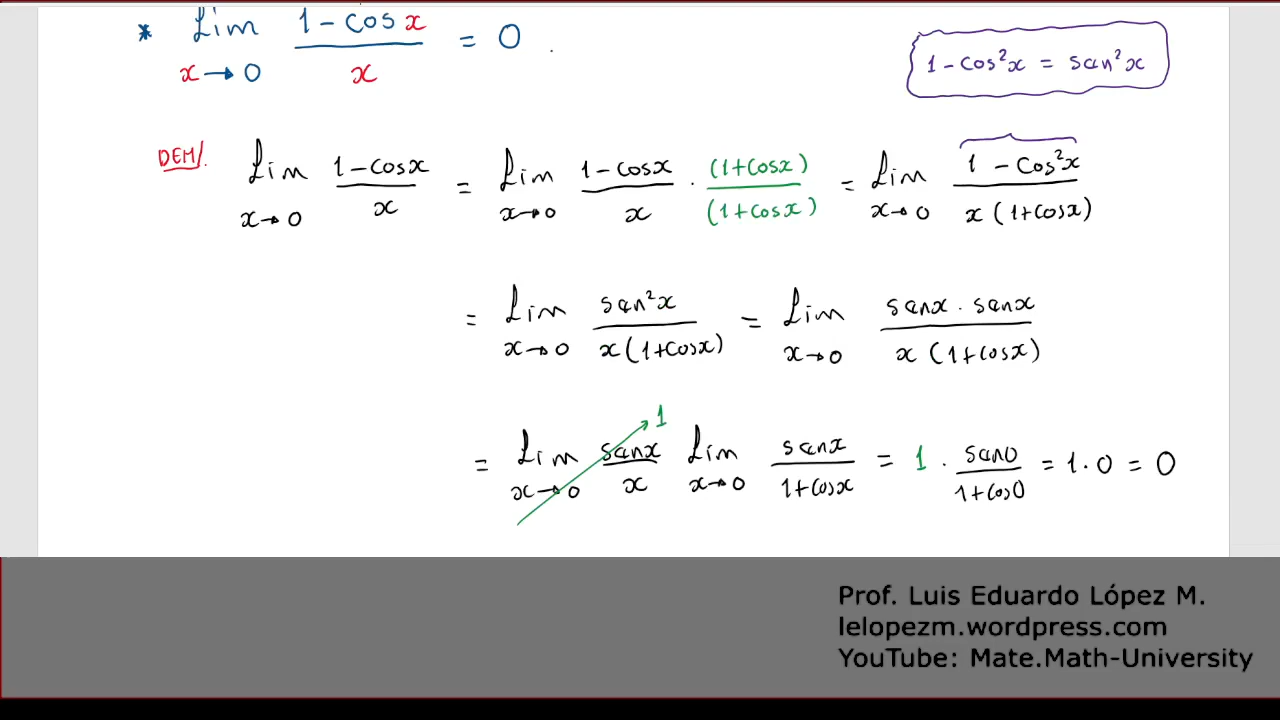 * Lim 1 - cos x / x = 0
x → 0
1 - cos²x = sen²x
DEM/. Lim x→0 1-cosx / x = Lim x→0 1-cosx / x · (1+cosx) / (1+cosx) = Lim x→0 1 - cos²x / x (1+cosx)
= Lim x→0 sen²x / x(1+cosx) = Lim x→0 senx . senx / x (1+cosx)
= Lim x→0 senx / x 1 Lim x→0 senx / 1+cosx = 1 · sen0 / 1+cos0 = 1 · 0 = 0
Prof. Luis Eduardo López M.
lelopezm.wordpress.com
YouTube: Mate.Math-University